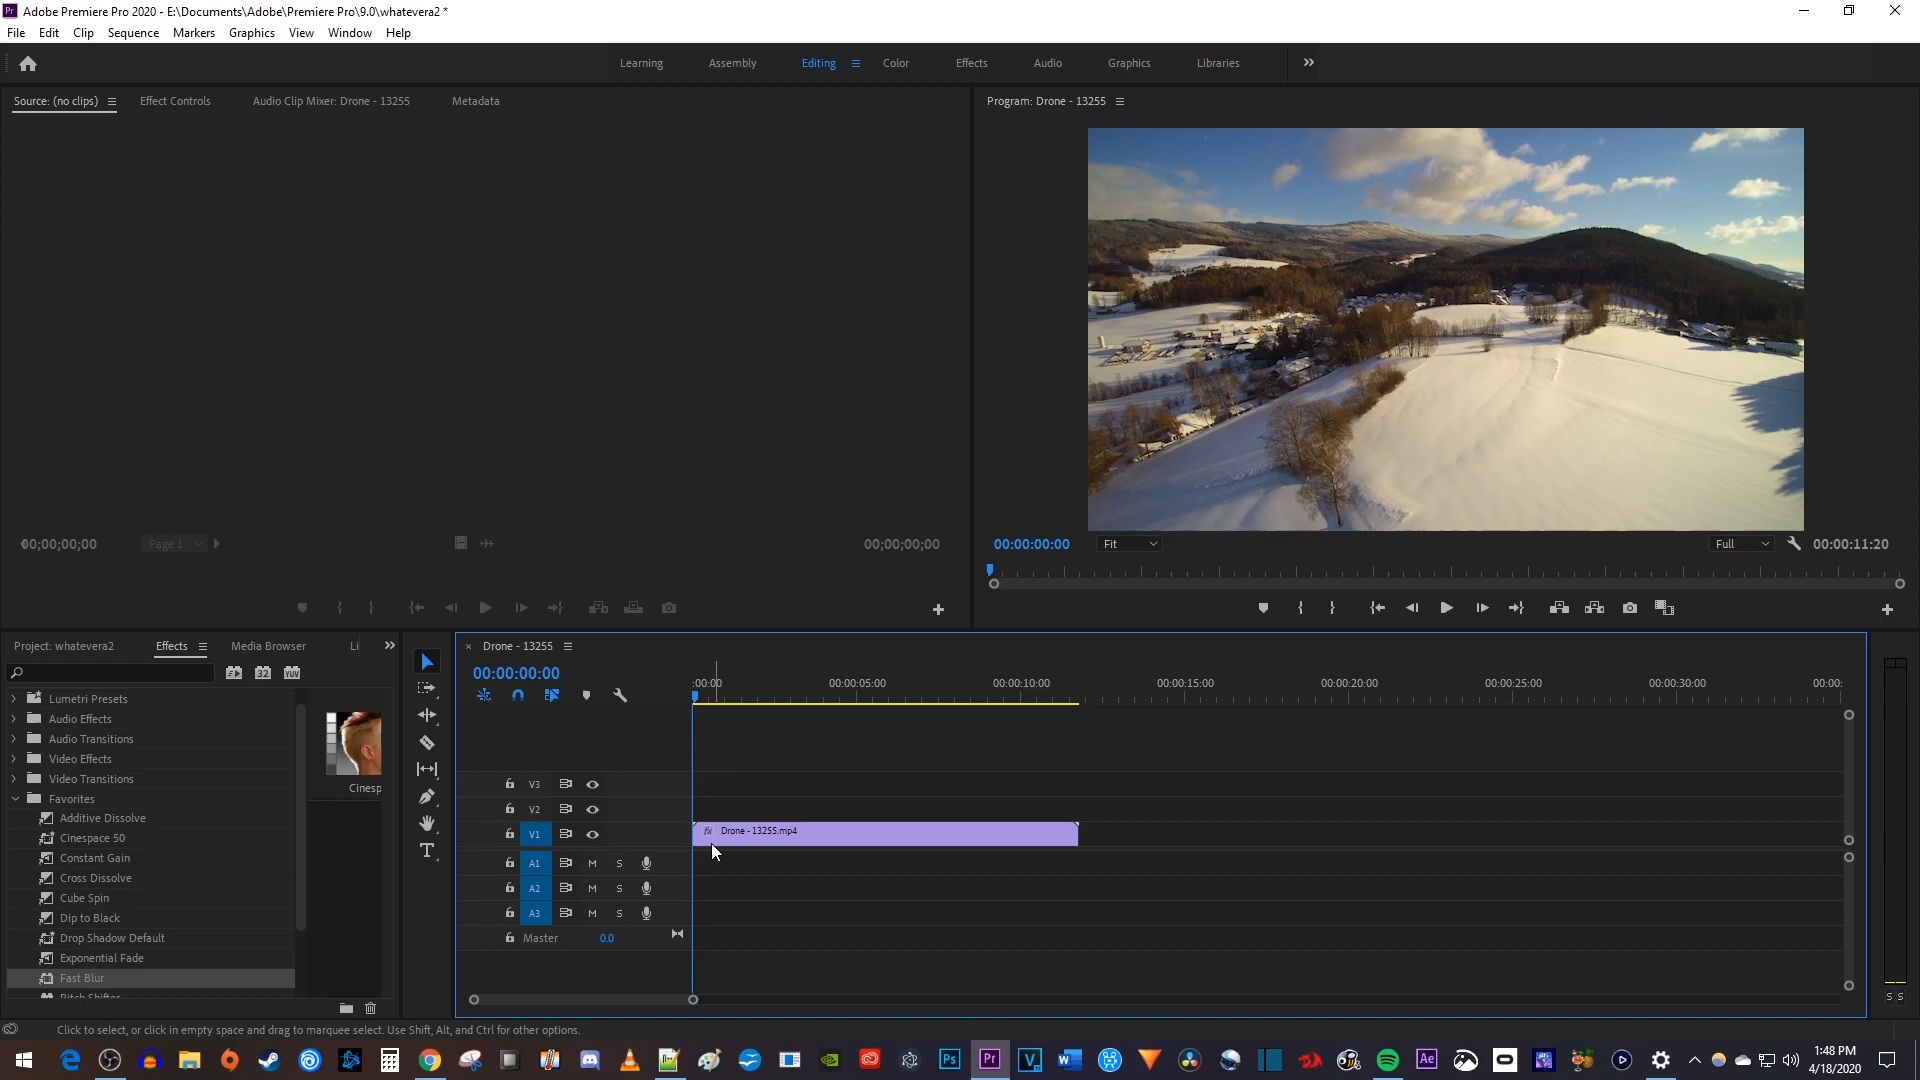 Adobe Premiere Pro 2020 - E:\Documents\Adobe\Premiere Pro\9.0\whatevera2 *
File Edit Clip Sequence Markers Graphics View Window Help
Learning Assembly Editing Color Effects Audio Graphics Libraries
Source: (no clips) Effect Controls Audio Clip Mixer: Drone - 13255 Metadata
Program: Drone - 13255
00;00;00;00 Page 1 00;00;00;00
00:00:00:00 Fit Full 00:00:11:20
Project: whatevera2 Effects Media Browser Li
32 YUV
Lumetri Presets
Audio Effects
Audio Transitions
Video Effects
Video Transitions
Favorites
Additive Dissolve
Cinespace 50
Constant Gain
Cross Dissolve
Cube Spin
Dip to Black
Drop Shadow Default
Exponential Fade
Fast Blur
Pitch Shifter
Cinesp
Drone - 13255
00:00:00:00
:00:00 00:00:05:00 00:00:10:00 00:00:15:00 00:00:20:00 00:00:25:00 00:00:30:00 00:00:
V3
V2
V1 fx Drone - 13255.mp4
A1 M S
A2 M S
A3 M S
Master 0.0
S S
Click to select, or click in empty space and drag to marquee select. Use Shift, Alt, and Ctrl for other options.
Ps Pr V W Ae
1:48 PM
4/18/2020